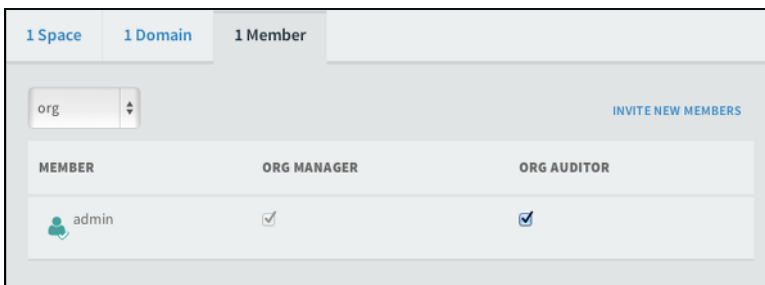 1 Space 1 Domain 1 Member
org INVITE NEW MEMBERS
MEMBER ORG MANAGER ORG AUDITOR
admin